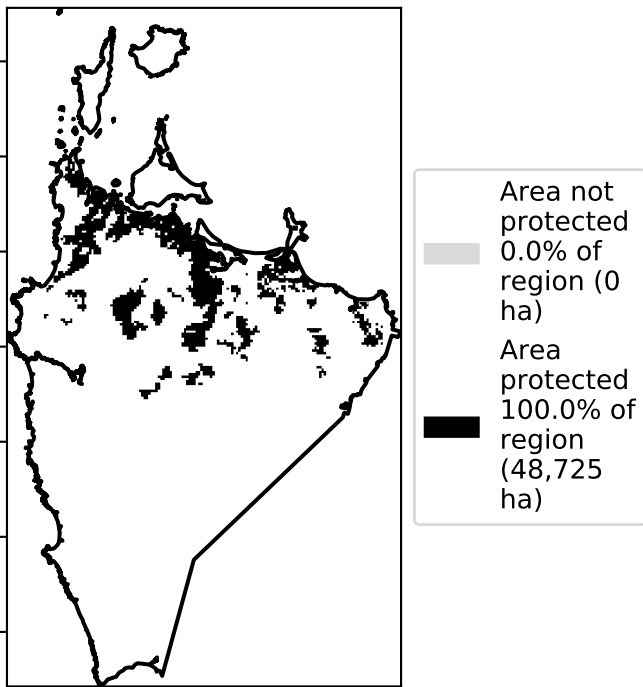 Area not
protected
0.0% of
region (0
ha)
Area
protected
100.0% of
region
(48,725
ha)